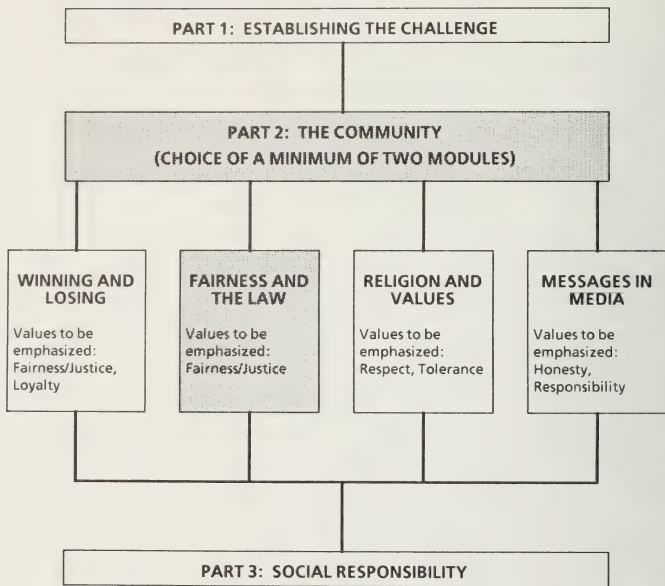 PART 1: ESTABLISHING THE CHALLENGE
PART 2: THE COMMUNITY
(CHOICE OF A MINIMUM OF TWO MODULES)
WINNING AND
LOSING
Values to be
emphasized:
Fairness/Justice,
Loyalty
FAIRNESS AND
THE LAW
Values to be
emphasized:
Fairness/Justice
RELIGION AND
VALUES
Values to be
emphasized:
Respect, Tolerance
MESSAGES IN
MEDIA
Values to be
emphasized:
Honesty,
Responsibility
PART 3: SOCIAL RESPONSIBILITY